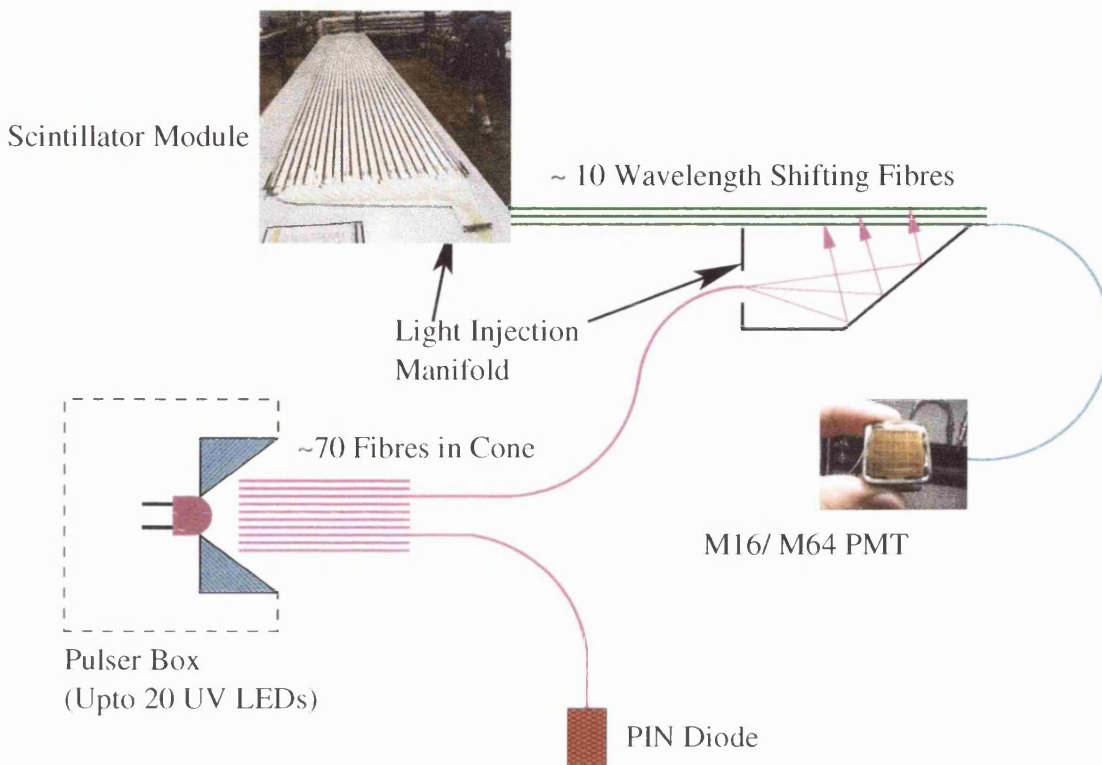 Scintillator Module
~ 10 Wavelength Shifting Fibres
Light Injection
Manifold
~70 Fibres in Cone
M16/ M64 PMT
Pulser Box
(Upto 20 UV LEDs)
PIN Diode